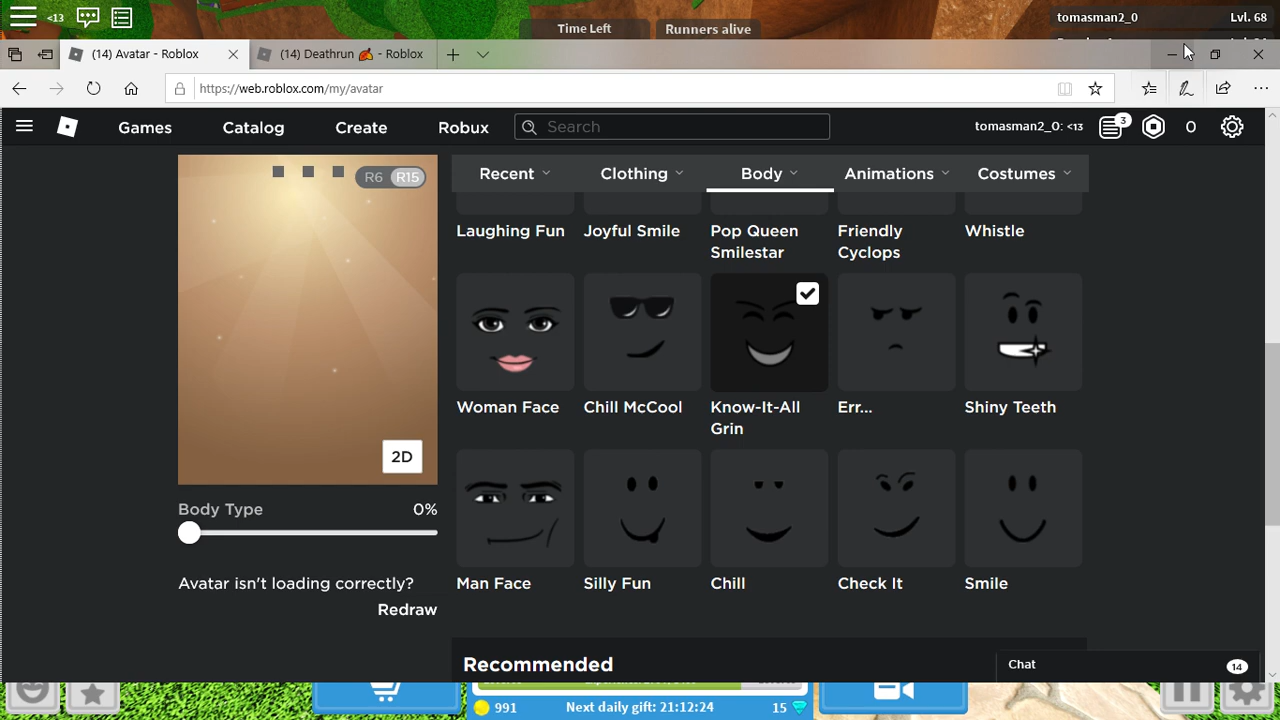 <13
Time Left
Runners alive
tomasman2_0
Lvl. 68
(14) Avatar - Roblox
(14) Deathrun 🍂 - Roblox
https://web.roblox.com/my/avatar
Games
Catalog
Create
Robux
Search
tomasman2_0: <13
3
0
R6
R15
Recent
Clothing
Body
Animations
Costumes
Laughing Fun
Joyful Smile
Pop Queen
Smilestar
Friendly
Cyclops
Whistle
Woman Face
Chill McCool
Know-It-All
Grin
Err...
Shiny Teeth
2D
Body Type
0%
Man Face
Silly Fun
Chill
Check It
Smile
Avatar isn't loading correctly?
Redraw
Recommended
Chat
14
991
Next daily gift: 21:12:24
15